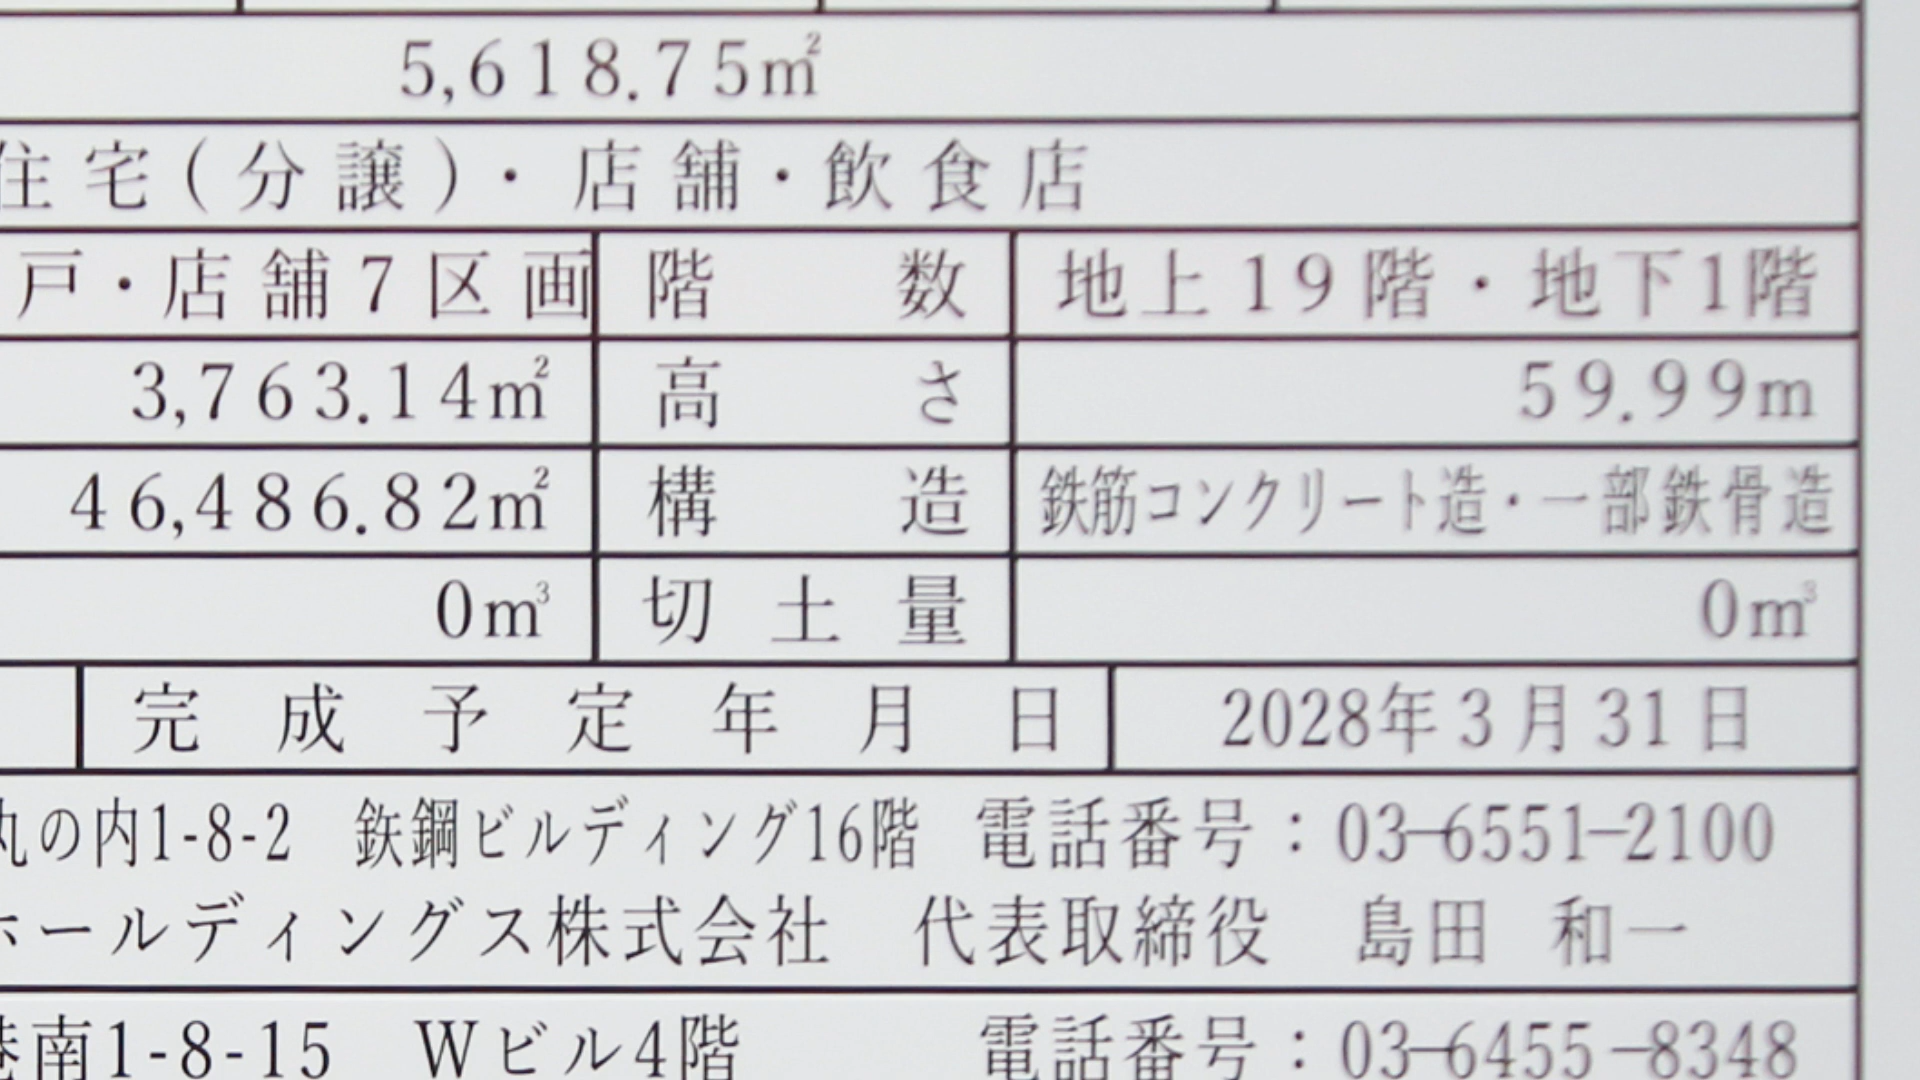 5,618.75㎡
住宅(分譲)・店舗・飲食店
戸・店舗7区画 階数 地上19階・地下1階
3,763.14㎡ 高さ 59.99m
46,486.82㎡ 構造 鉄筋コンクリート造・一部鉄骨造
0㎥ 切土量 0㎥
完成予定年月日 2028年3月31日
丸の内1-8-2 鉃鋼ビルディング16階 電話番号:03-6551-2100
ホールディングス株式会社 代表取締役 島田 和一
港南1-8-15 Wビル4階 電話番号:03-6455-8348